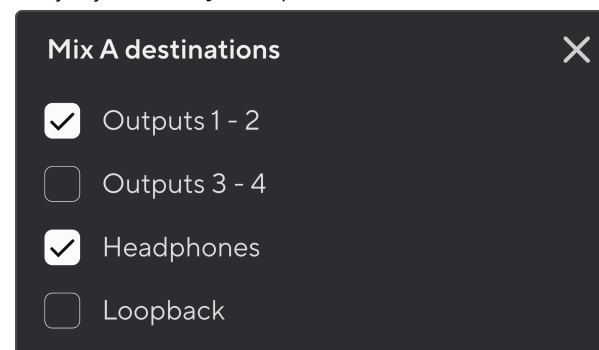 Mix A destinations
Outputs 1 - 2
Outputs 3 - 4
Headphones
Loopback